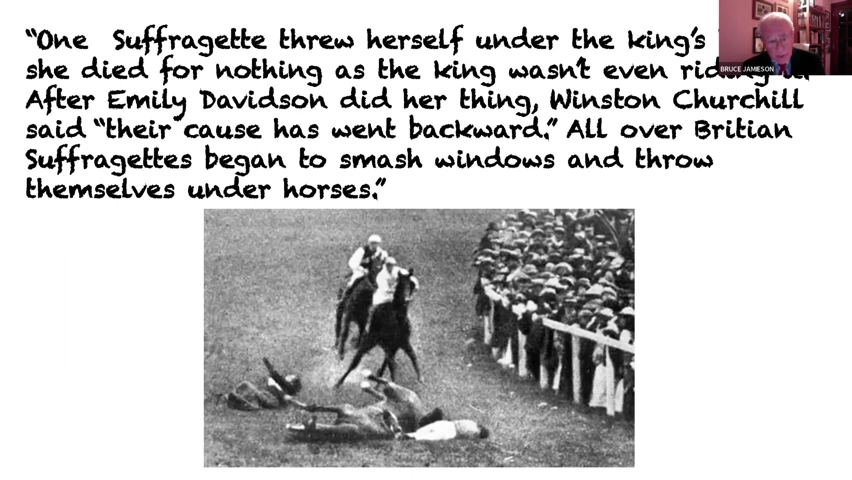 “One Suffragette threw herself under the king’s
she died for nothing as the king wasn’t even
After Emily Davidson did her thing, Winston Churchill
said “their cause has went backward.” All over Britian
Suffragettes began to smash windows and throw
themselves under horses.”
BRUCE JAMIESON